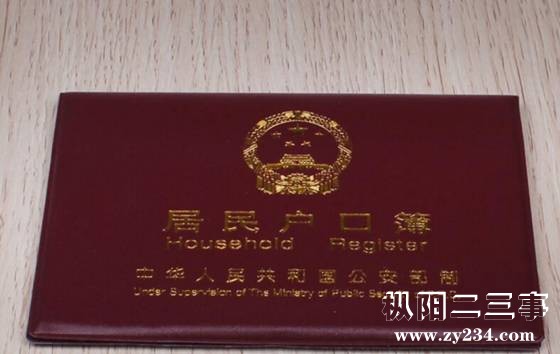 居民户口簿
Household Register
中华人民共和国公安部制
Under Supervision of The Ministry of Public
枞阳二三事
www.zy234.com